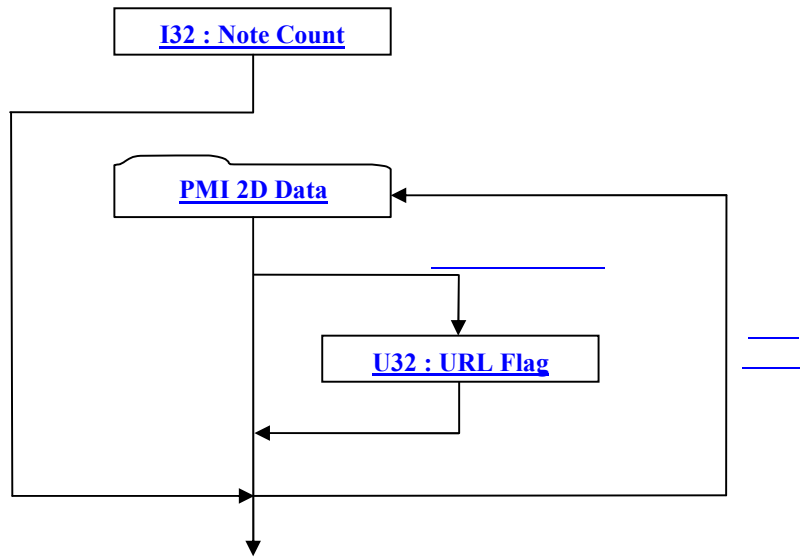 I32 : Note Count
PMI 2D Data
U32 : URL Flag